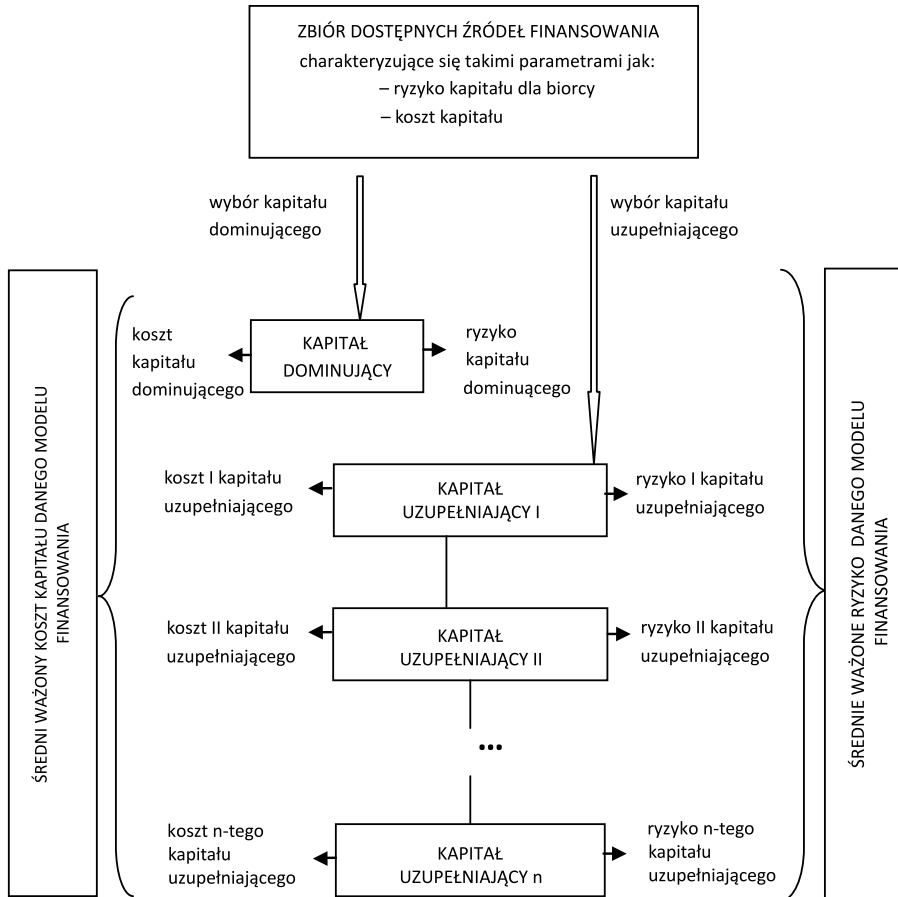 ZBIÓR DOSTĘPNYCH ŹRÓDEŁ FINANSOWANIA
charakteryzujące się takimi parametrami jak:
– ryzyko kapitału dla biorcy
– koszt kapitału
wybór kapitału
dominującego
wybór kapitału
uzupełniającego
ŚREDNI WAŻONY KOSZT KAPITAŁU DANEGO MODELU
FINANSOWANIA
koszt
kapitału
dominującego
KAPITAŁ
DOMINUJĄCY
ryzyko
kapitału
dominuącego
koszt I kapitału
uzupełniającego
KAPITAŁ
UZUPEŁNIAJĄCY I
ryzyko I kapitału
uzupełniającego
koszt II kapitału
uzupełniającego
KAPITAŁ
UZUPEŁNIAJĄCY II
ryzyko II kapitału
uzupełniającego
...
koszt n-tego
kapitału
uzupełniającego
KAPITAŁ
UZUPEŁNIAJĄCY n
ryzyko n-tego
kapitału
uzupełniającego
ŚREDNIE WAŻONE RYZYKO DANEGO MODELU
FINANSOWANIA